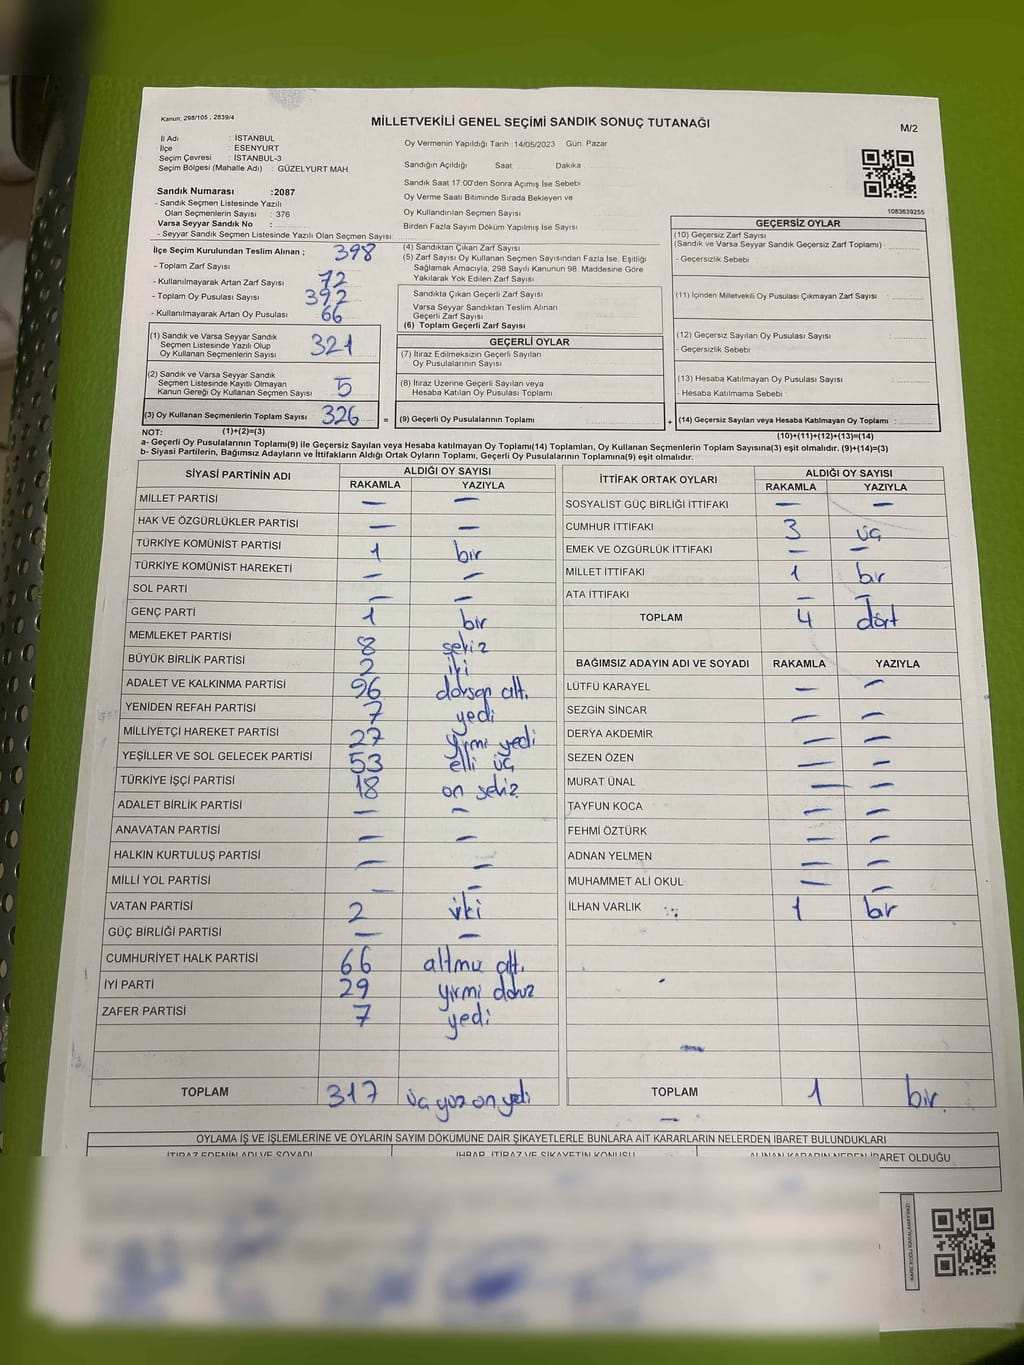 Kanun, 298/105 , 2839/4
MİLLETVEKİLİ GENEL SEÇİMİ SANDIK SONUÇ TUTANAĞI
M/2
İl Adı : İSTANBUL
İlçe : ESENYURT
Seçim Çevresi : İSTANBUL-3
Seçim Bölgesi (Mahalle Adı) : GÜZELYURT MAH.
Oy Vermenin Yapıldığı Tarih :14/05/2023 Gün: Pazar
Sandığın Açıldığı Saat Dakika
Sandık Saat 17.00'den Sonra Açımış İse Sebebi
Oy Verme Saati Bitiminde Sırada Bekleyen ve
Oy Kullandırılan Seçmen Sayısı
Birden Fazla Sayım Döküm Yapılmış İse Sayısı
1083639255
Sandık Numarası :2087
- Sandık Seçmen Listesinde Yazılı
Olan Seçmenlerin Sayısı : 376
Varsa Seyyar Sandık No :
- Seyyar Sandık Seçmen Listesinde Yazılı Olan Seçmen Sayısı:
İlçe Seçim Kurulundan Teslim Alınan ;
- Toplam Zarf Sayısı 398
- Kullanılmayarak Artan Zarf Sayısı 72
- Toplam Oy Pusulası Sayısı 392
- Kullanılmayarak Artan Oy Pusulası 66
(1) Sandık ve Varsa Seyyar Sandık
Seçmen Listesinde Yazılı Olup
Oy Kullanan Seçmenlerin Sayısı 321
(2) Sandık ve Varsa Seyyar Sandık
Seçmen Listesinde Kayıtlı Olmayan
Kanun Gereği Oy Kullanan Seçmen Sayısı 5
(3) Oy Kullanan Seçmenlerin Toplam Sayısı 326
(4) Sandıktan Çıkan Zarf Sayısı
(5) Zarf Sayısı Oy Kullanan Seçmen Sayısından Fazla İse, Eşitliği
Sağlamak Amacıyla, 298 Sayılı Kanunun 98. Maddesine Göre
Yakılarak Yok Edilen Zarf Sayısı
Sandıkta Çıkan Geçerli Zarf Sayısı
Varsa Seyyar Sandıktan Teslim Alınan
Geçerli Zarf Sayısı
(6) Toplam Geçerli Zarf Sayısı
GEÇERLİ OYLAR
(7) İtiraz Edilmeksizin Geçerli Sayılan
Oy Pusulalarının Sayısı
(8) İtiraz Üzerine Geçerli Sayılan veya
Hesaba Katılan Oy Pusulası Toplamı
= (9) Geçerli Oy Pusulalarının Toplamı
GEÇERSİZ OYLAR
(10) Geçersiz Zarf Sayısı
(Sandık ve Varsa Seyyar Sandık Geçersiz Zarf Toplamı) :
- Geçersizlik Sebebi :
(11) İçinden Milletvekili Oy Pusulası Çıkmayan Zarf Sayısı :
(12) Geçersiz Sayılan Oy Pusulası Sayısı :
- Geçersizlik Sebebi :
(13) Hesaba Katılmayan Oy Pusulası Sayısı :
- Hesaba Katılmama Sebebi :
+ (14) Geçersiz Sayılan veya Hesaba Katılmayan Oy Toplamı :
NOT: (1)+(2)=(3)
(10)+(11)+(12)+(13)=(14)
a- Geçerli Oy Pusulalarının Toplamı(9) ile Geçersiz Sayılan veya Hesaba katılmayan Oy Toplamı(14) Toplamları, Oy Kullanan Seçmenlerin Toplam Sayısına(3) eşit olmalıdır. (9)+(14)=(3)
b- Siyasi Partilerin, Bağımsız Adayların ve İttifakların Aldığı Ortak Oyların Toplamı, Geçerli Oy Pusulalarının Toplamına(9) eşit olmalıdır.
SİYASİ PARTİNİN ADI ALDIĞI OY SAYISI
RAKAMLA YAZIYLA
MİLLET PARTİSİ — —
HAK VE ÖZGÜRLÜKLER PARTİSİ — —
TÜRKİYE KOMÜNİST PARTİSİ 1 bir
TÜRKİYE KOMÜNİST HAREKETİ — —
SOL PARTİ — —
GENÇ PARTİ 1 bir
MEMLEKET PARTİSİ 8 sekiz
BÜYÜK BİRLİK PARTİSİ 2 iki
ADALET VE KALKINMA PARTİSİ 96 doksan alt.
YENİDEN REFAH PARTİSİ 7 yedi
MİLLİYETÇİ HAREKET PARTİSİ 27 yirmi yedi
YEŞİLLER VE SOL GELECEK PARTİSİ 53 elli üç
TÜRKİYE İŞÇİ PARTİSİ 18 on sekiz
ADALET BİRLİK PARTİSİ — —
ANAVATAN PARTİSİ — —
HALKIN KURTULUŞ PARTİSİ — —
MİLLİ YOL PARTİSİ — —
VATAN PARTİSİ 2 iki
GÜÇ BİRLİĞİ PARTİSİ — —
CUMHURİYET HALK PARTİSİ 66 altmış alt.
İYİ PARTİ 29 yirmi dokuz
ZAFER PARTİSİ 7 yedi
TOPLAM 317 üç yüz on yedi
İTTİFAK ORTAK OYLARI ALDIĞI OY SAYISI
RAKAMLA YAZIYLA
SOSYALİST GÜÇ BİRLİĞİ İTTİFAKI — —
CUMHUR İTTİFAKI 3 üç
EMEK VE ÖZGÜRLÜK İTTİFAKI — —
MİLLET İTTİFAKI 1 bir
ATA İTTİFAKI — —
TOPLAM 4 dört
BAĞIMSIZ ADAYIN ADI VE SOYADI RAKAMLA YAZIYLA
LÜTFÜ KARAYEL — —
SEZGİN SİNCAR — —
DERYA AKDEMİR — —
SEZEN ÖZEN — —
MURAT ÜNAL — —
TAYFUN KOCA — —
FEHMİ ÖZTÜRK — —
ADNAN YELMEN — —
MUHAMMET ALİ OKUL — —
İLHAN VARLIK 1 bir
TOPLAM 1 bir
OYLAMA İŞ VE İŞLEMLERİNE VE OYLARIN SAYIM DÖKÜMÜNE DAİR ŞİKAYETLERLE BUNLARA AİT KARARLARIN NELERDEN İBARET BULUNDUKLARI
İTİRAZ EDENİN ADI VE SOYADI İHBAR, İTİRAZ VE ŞİKAYETİN KONUSU ALINAN KARARIN NEDEN İBARET OLDUĞU
KARE KODU KARALAMAYINIZ!